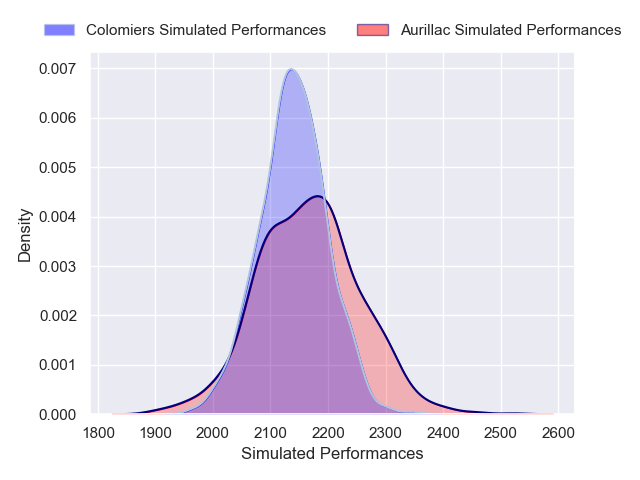 Colomiers Simulated Performances Aurillac Simulated Performances
0.007
0.006
0.005
0.004
0.003
0.002
0.001
0.000
Density
1800 1900 2000 2100 2200 2300 2400 2500 2600
Simulated Performances